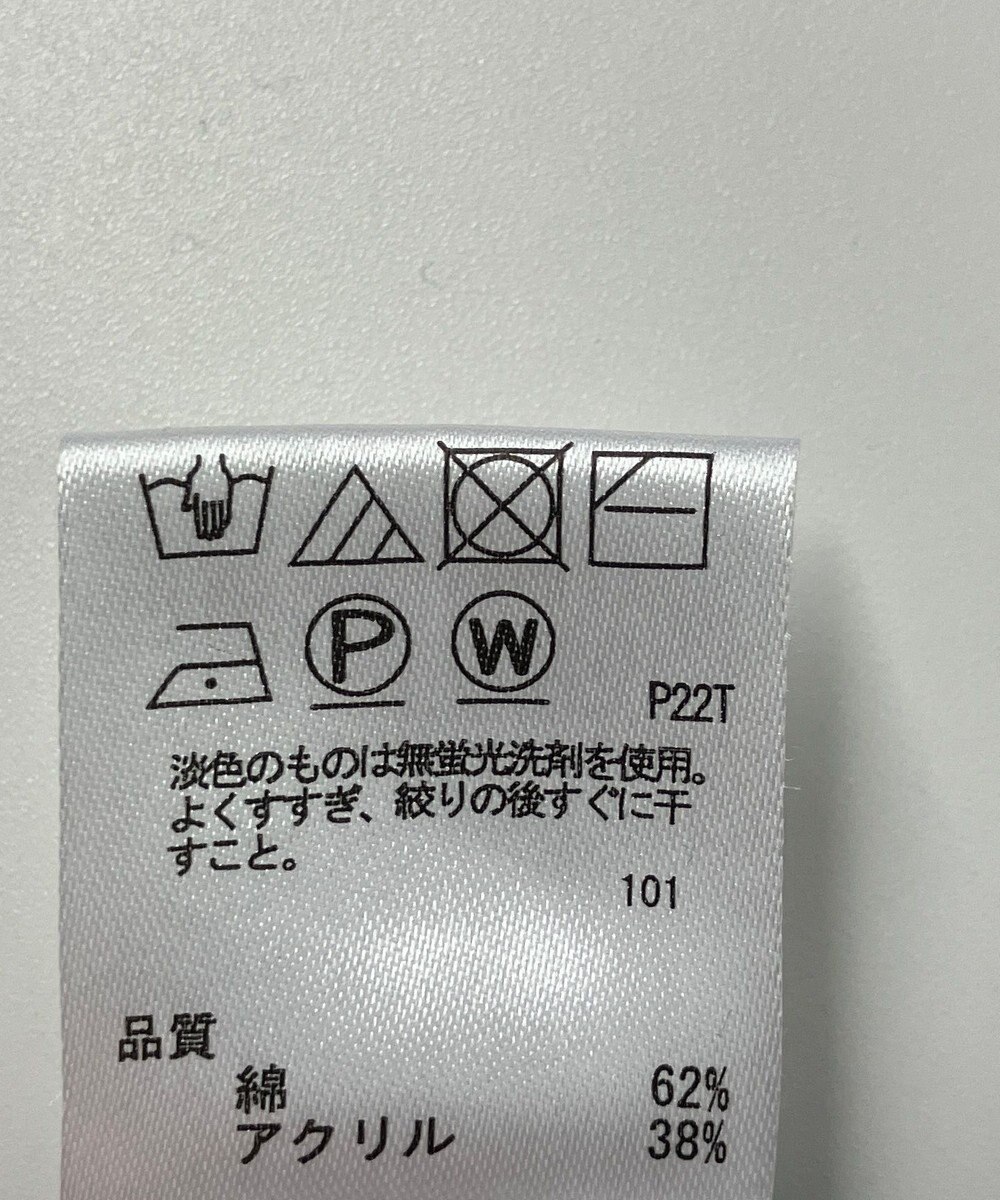 P
W
P22T
淡色のものは無蛍光洗剤を使用。
よくすすぎ、絞りの後すぐに干
すこと。
101
品質
綿 62%
アクリル 38%